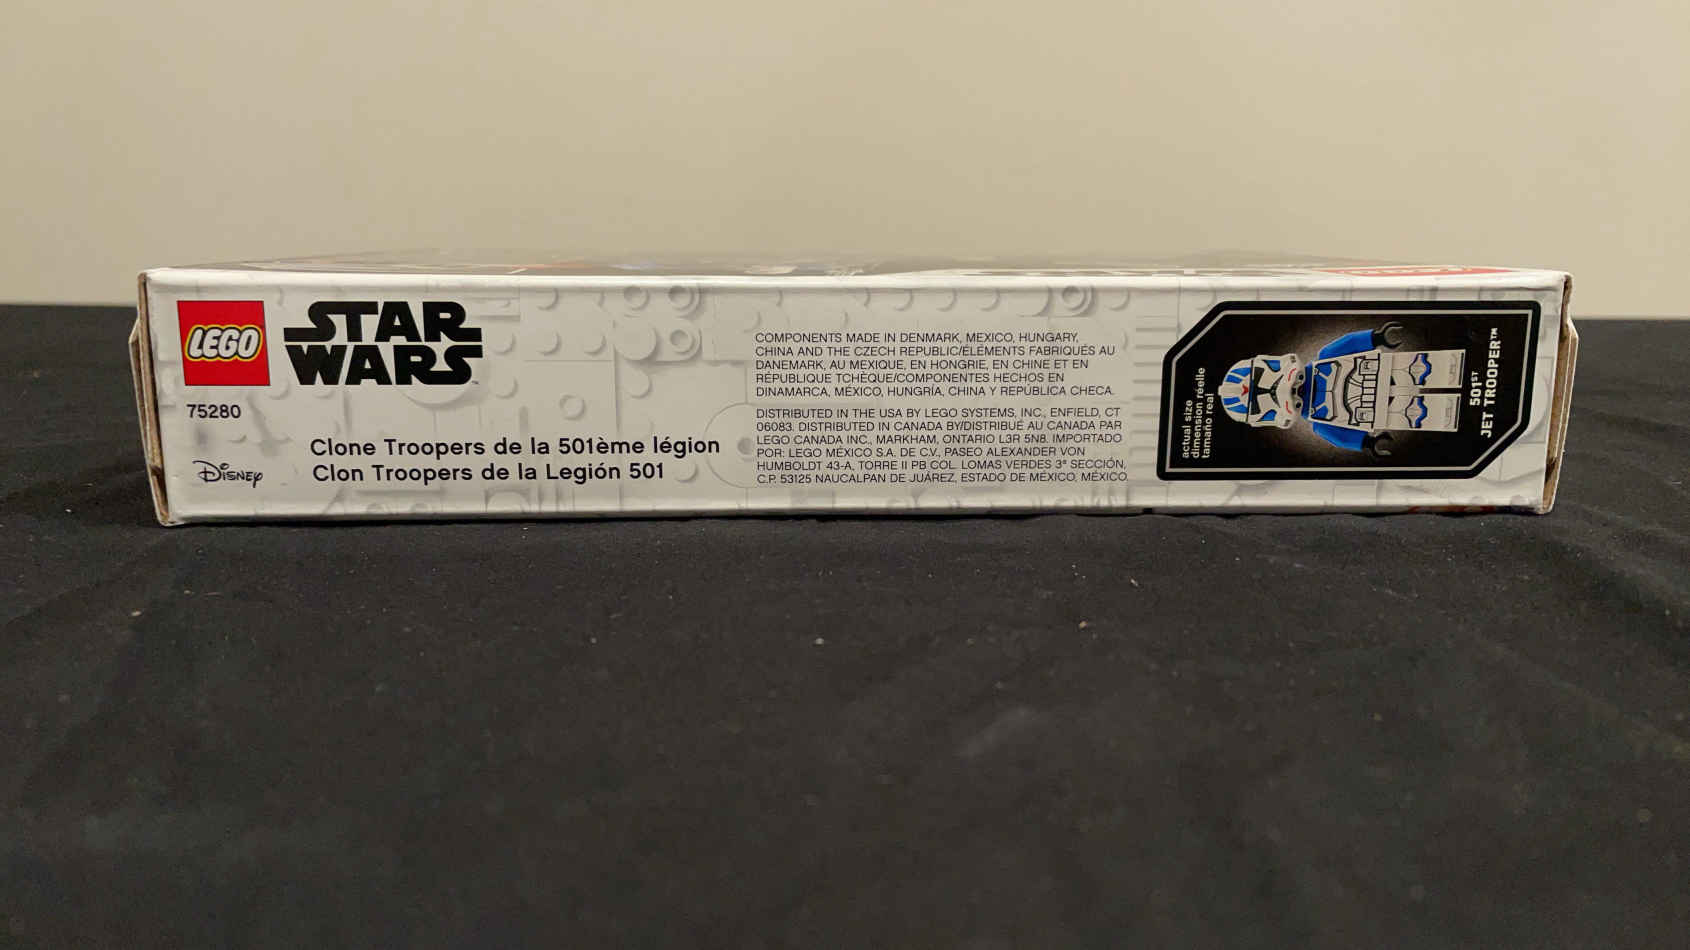 LEGO
STAR
WARS
™
75280
Disney
Clone Troopers de la 501ème légion
Clon Troopers de la Legión 501
COMPONENTS MADE IN DENMARK, MEXICO, HUNGARY,
CHINA AND THE CZECH REPUBLIC/ÉLÉMENTS FABRIQUÉS AU
DANEMARK, AU MEXIQUE, EN HONGRIE, EN CHINE ET EN
RÉPUBLIQUE TCHÈQUE/COMPONENTES HECHOS EN
DINAMARCA, MÉXICO, HUNGRÍA, CHINA Y REPÚBLICA CHECA.
DISTRIBUTED IN THE USA BY LEGO SYSTEMS, INC., ENFIELD, CT
06083. DISTRIBUTED IN CANADA BY/DISTRIBUÉ AU CANADA PAR
LEGO CANADA INC., MARKHAM, ONTARIO L3R 5N8. IMPORTADO
POR: LEGO MÉXICO S.A. DE C.V., PASEO ALEXANDER VON
HUMBOLDT 43-A, TORRE II PB COL. LOMAS VERDES 3ª SECCIÓN,
C.P. 53125 NAUCALPAN DE JUÁREZ, ESTADO DE MÉXICO, MÉXICO.
actual size
dimension réelle
tamaño real
501ST
JET TROOPER™